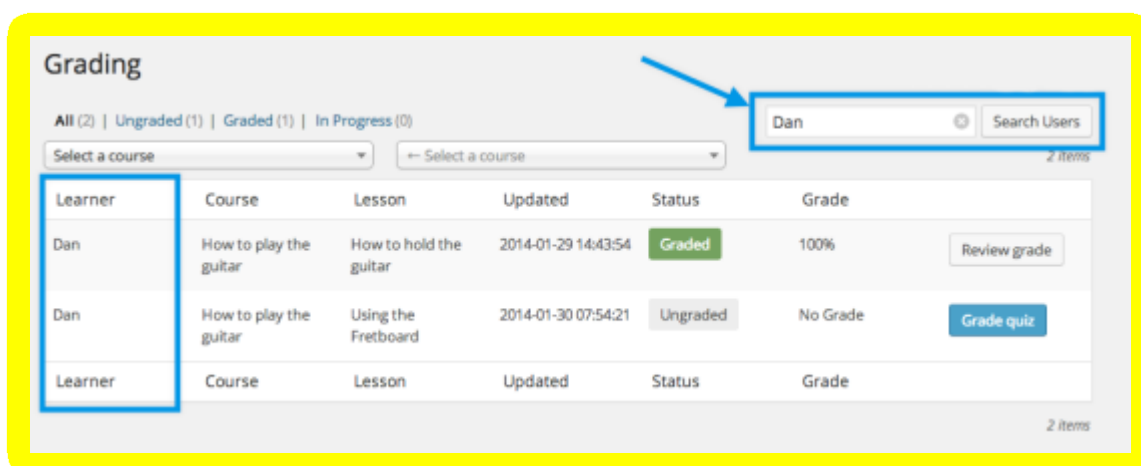 Grading
All (2) | Ungraded (1) | Graded (1) | In Progress (0)
Dan Search Users
Select a course ← Select a course 2 items
Learner Course Lesson Updated Status Grade
Dan How to play the guitar How to hold the guitar 2014-01-29 14:43:54 Graded 100% Review grade
Dan How to play the guitar Using the Fretboard 2014-01-30 07:54:21 Ungraded No Grade Grade quiz
Learner Course Lesson Updated Status Grade
2 items